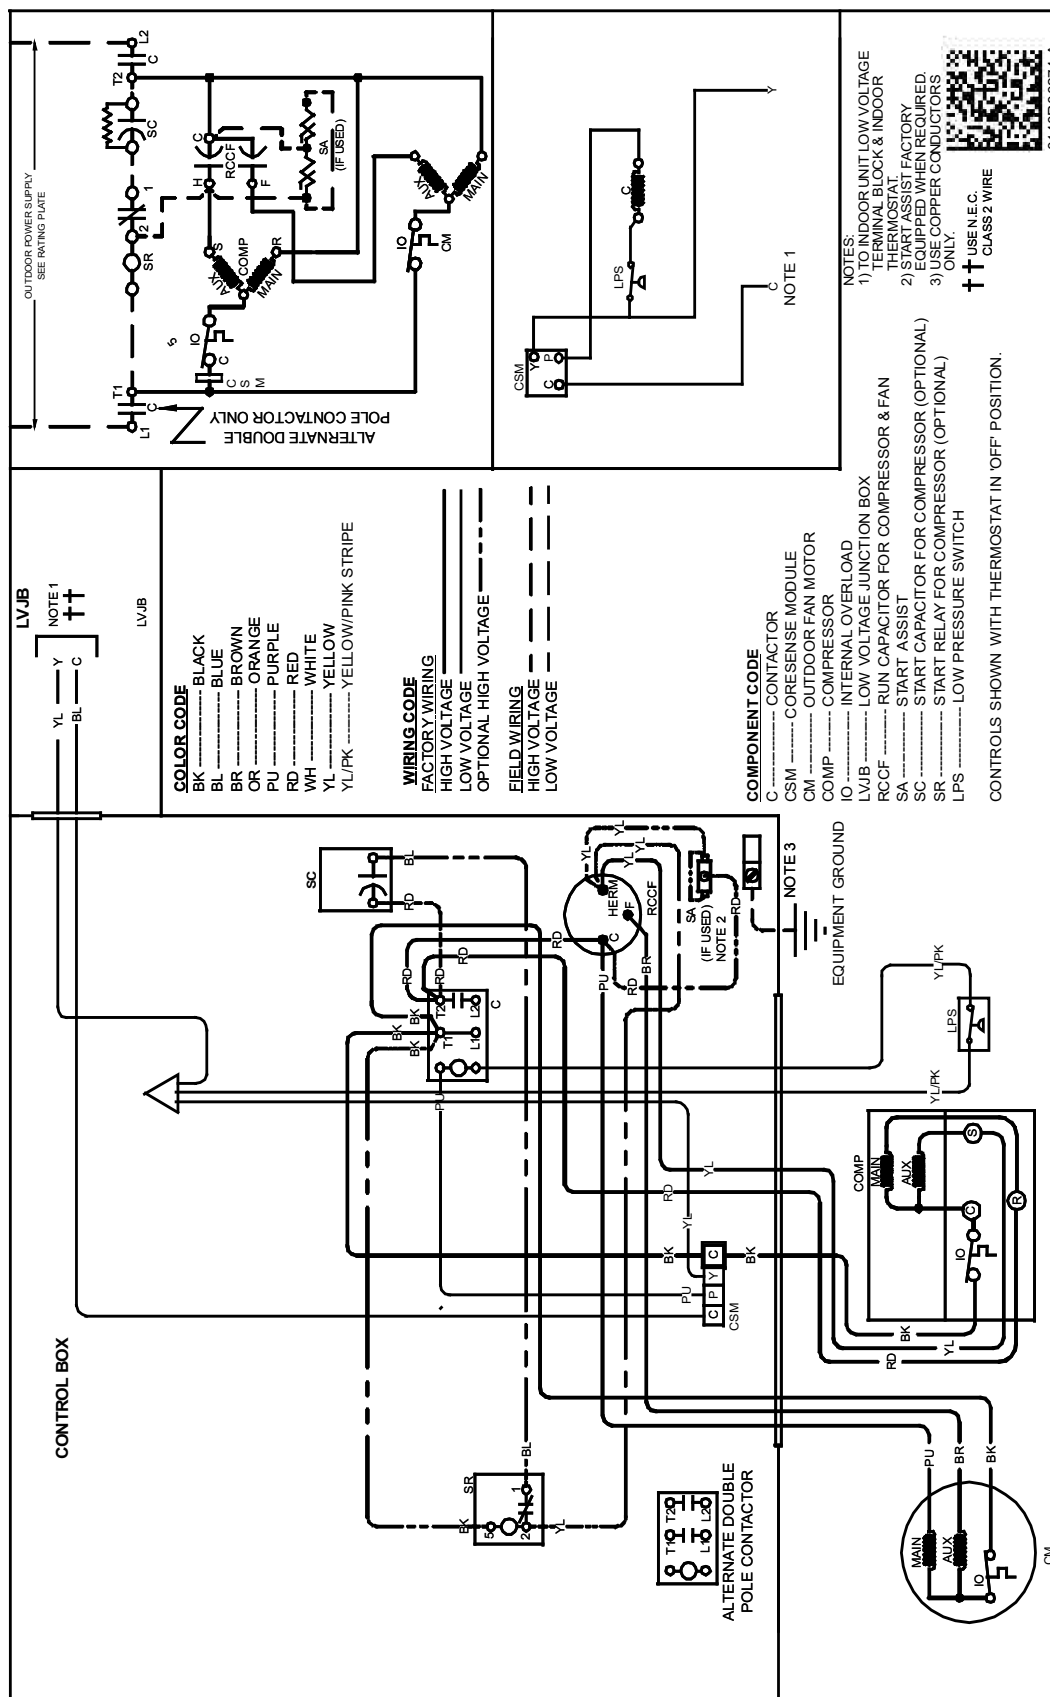 CONTROL BOX
LVJB
NOTE 1
††
YL
Y
BL
C
LVJB
COLOR CODE
BK ---------- BLACK
BL ---------- BLUE
BR ---------- BROWN
OR ---------- ORANGE
PU ---------- PURPLE
RD ---------- RED
WH ---------- WHITE
YL ---------- YELLOW
YL/PK ---------- YELLOW/PINK STRIPE
WIRING CODE
FACTORY WIRING
HIGH VOLTAGE
LOW VOLTAGE
OPTIONAL HIGH VOLTAGE
FIELD WIRING
HIGH VOLTAGE
LOW VOLTAGE
COMPONENT CODE
C ---------- CONTACTOR
CSM -------- CORESENSE MODULE
CM --------- OUTDOOR FAN MOTOR
COMP ------- COMPRESSOR
IO --------- INTERNAL OVERLOAD
LVJB ------- LOW VOLTAGE JUNCTION BOX
RCCF ------- RUN CAPACITOR FOR COMPRESSOR & FAN
SA --------- START ASSIST
SC --------- START CAPACITOR FOR COMPRESSOR (OPTIONAL)
SR --------- START RELAY FOR COMPRESSOR (OPTIONAL)
LPS -------- LOW PRESSURE SWITCH
CONTROLS SHOWN WITH THERMOSTAT IN 'OFF' POSITION.
OUTDOOR POWER SUPPLY
SEE RATING PLATE
L1
C
T1
SR
2
1
SC
T2
C
L2
ALTERNATE DOUBLE
POLE CONTACTOR ONLY
C
S
M
C
IO
5
AUX
S
COMP
MAIN
R
H
C
RCCF
F
SA
(IF USED)
IO
CM
AUX
MAIN
CSM
Y
C
P
LPS
C
Y
C
NOTE 1
NOTES:
1) TO INDOOR UNIT LOW VOLTAGE
TERMINAL BLOCK & INDOOR
THERMOSTAT.
2) START ASSIST FACTORY
EQUIPPED WHEN REQUIRED.
3) USE COPPER CONDUCTORS
ONLY.
†† USE N.E.C.
CLASS 2 WIRE
SC
RD
BL
RD
RD
RD
RD
BK
BK
BK
T2
L2
T1
L1
C
PU
RD
PU
RD
BR
C
HERM
F
RCCF
YL
YL
YL
YL
SA
(IF USED)
NOTE 2
RD
NOTE 3
EQUIPMENT GROUND
YL/PK
LPS
YL/PK
YL
RD
YL
BK
BK
PU
C P Y C
CSM
COMP
MAIN
AUX
S
R
C
IO
BK
YL
RD
SR
BK
5
2
1
BL
YL
T1
T2
L1
L2
ALTERNATE DOUBLE
POLE CONTACTOR
PU
BR
BK
MAIN
AUX
IO
CM